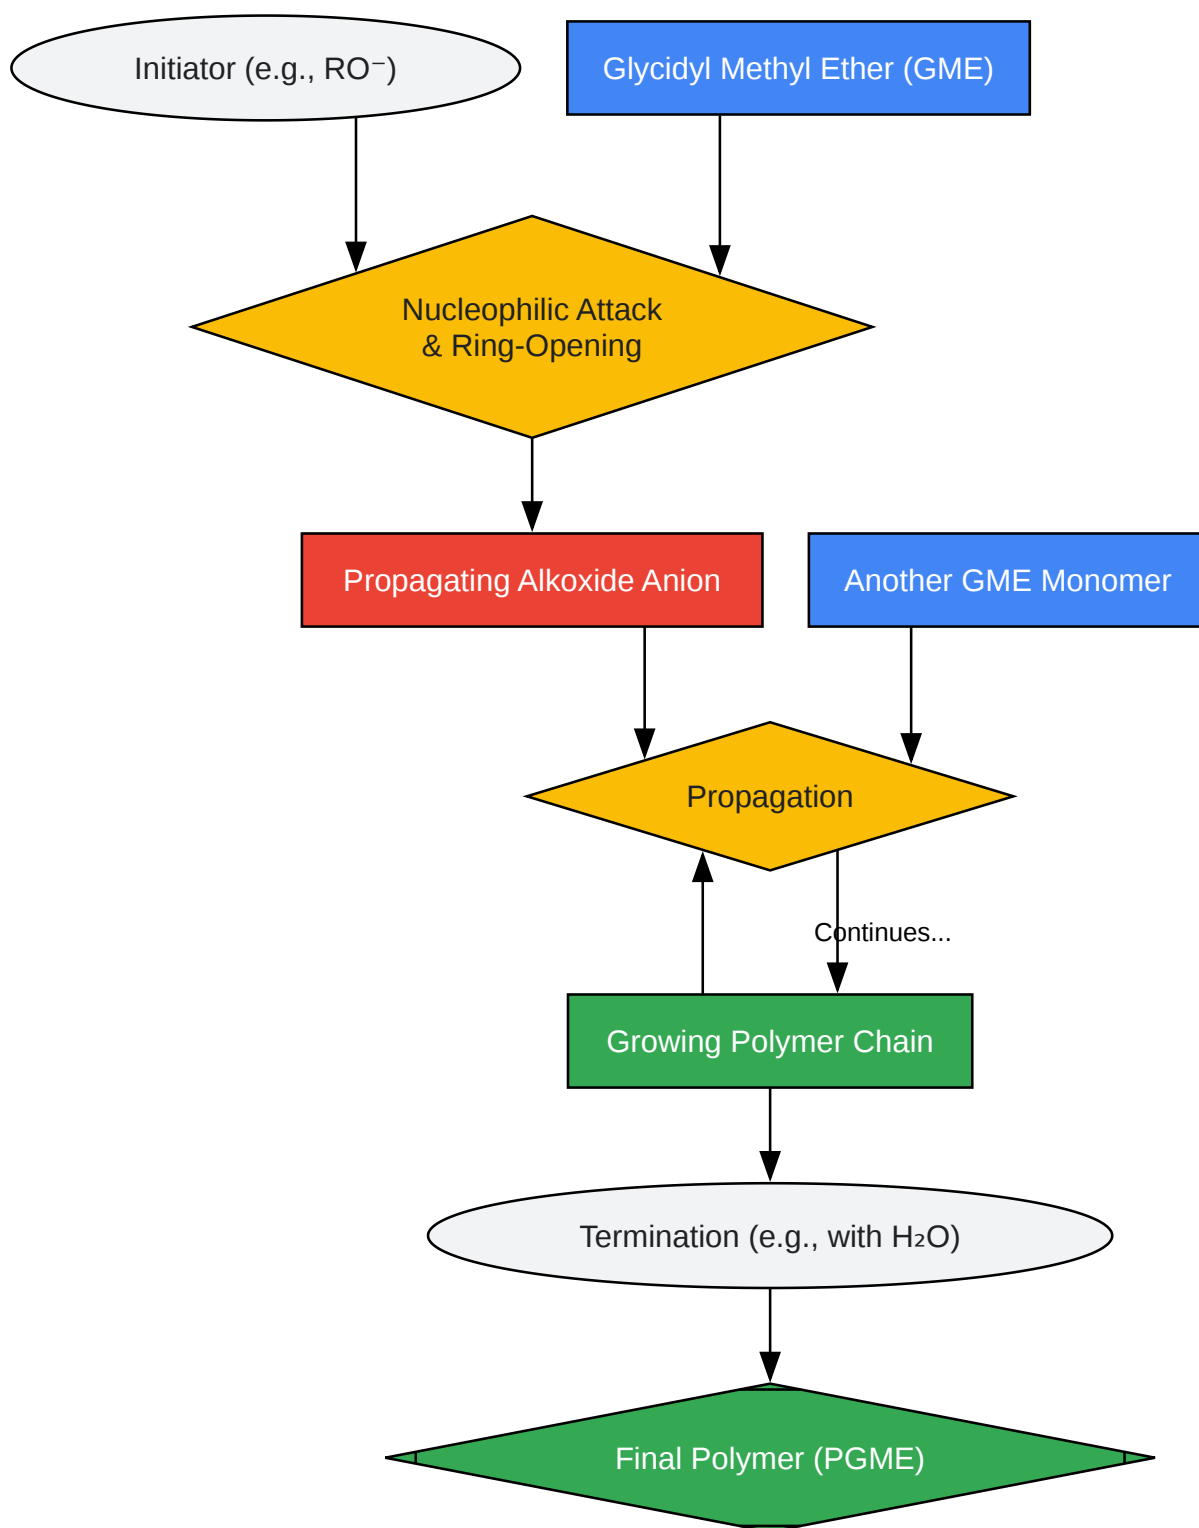 Initiator (e.g., RO⁻)
Glycidyl Methyl Ether (GME)
Nucleophilic Attack
& Ring-Opening
Propagating Alkoxide Anion
Another GME Monomer
Propagation
Continues...
Growing Polymer Chain
Termination (e.g., with H₂O)
Final Polymer (PGME)